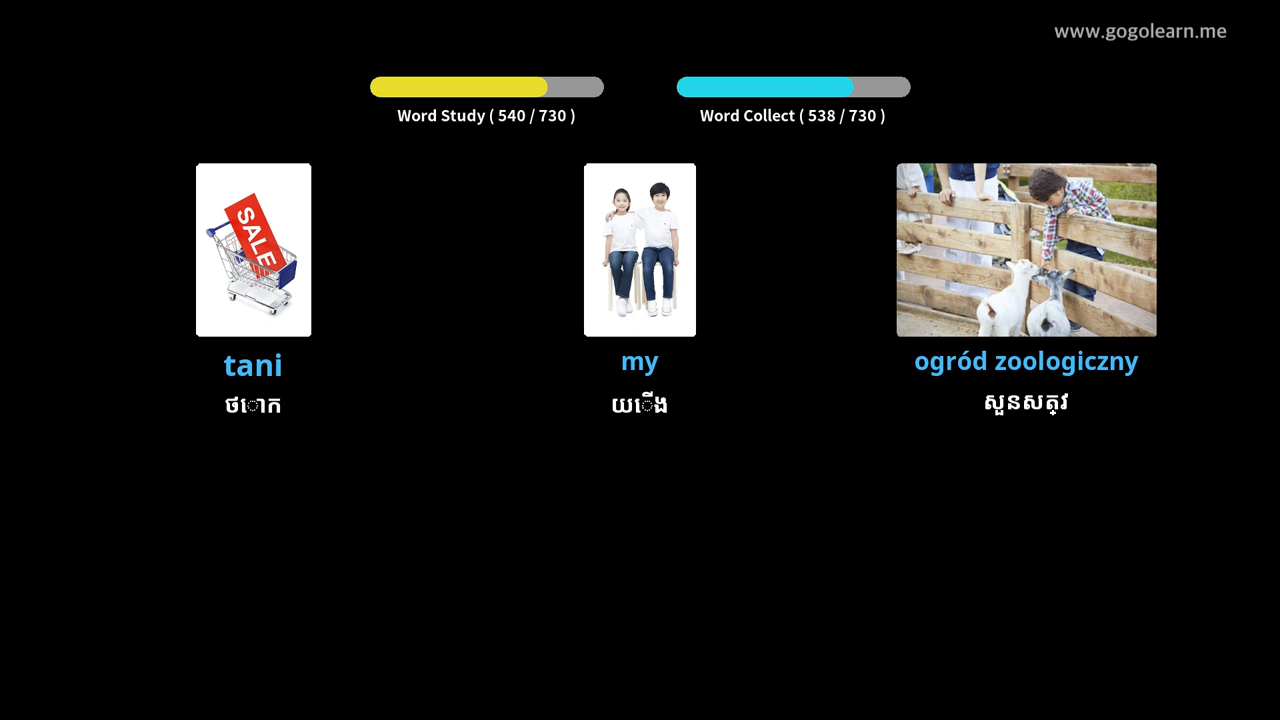 www.gogolearn.me
Word Study ( 540 / 730 )
Word Collect ( 538 / 730 )
SALE
tani
my
ogród zoologiczny
ថោក
យើង
សួនសត្វ